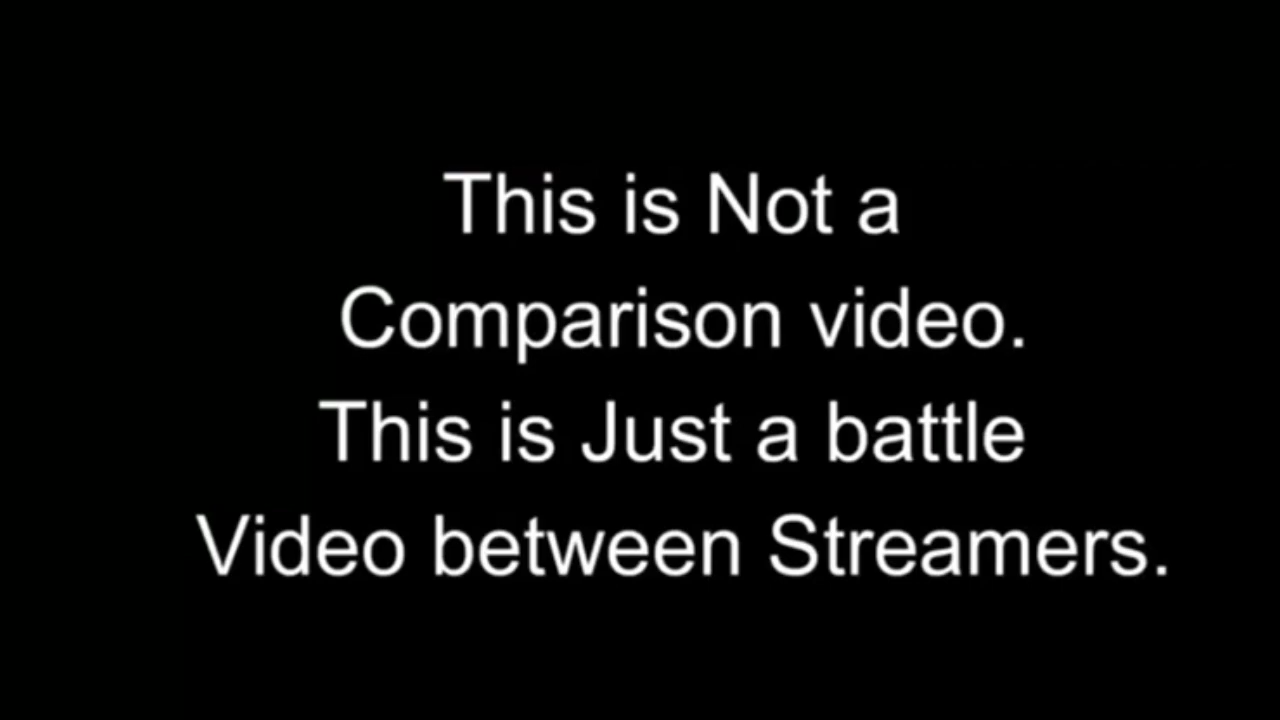 This is Not a
Comparison video.
This is Just a battle
Video between Streamers.